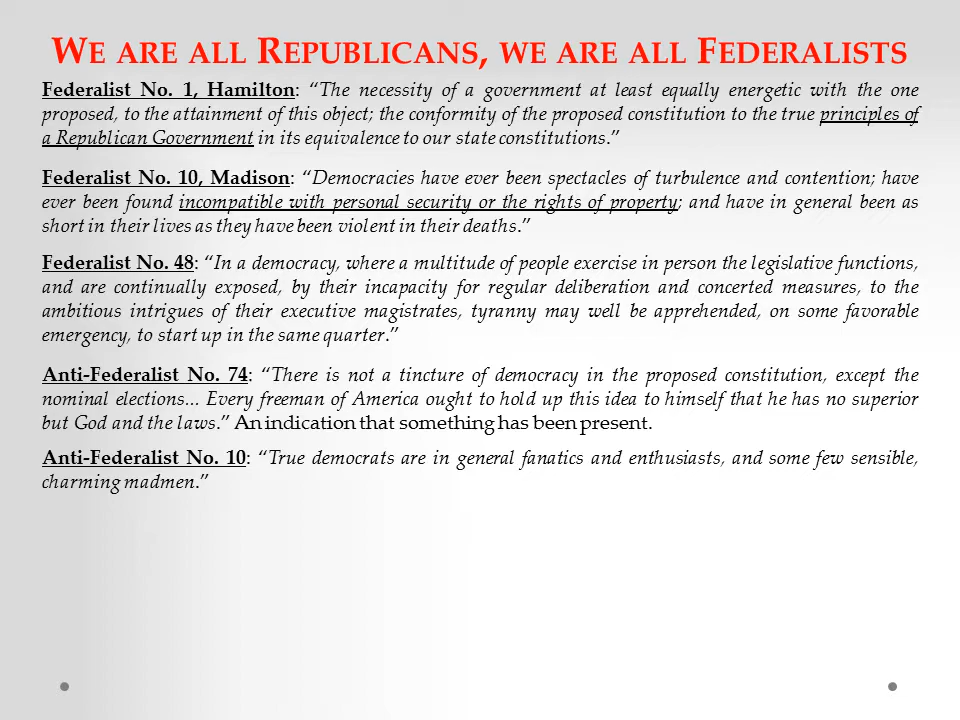 We are all Republicans, we are all Federalists
Federalist No. 1, Hamilton: “The necessity of a government at least equally energetic with the one
proposed, to the attainment of this object; the conformity of the proposed constitution to the true principles of
a Republican Government in its equivalence to our state constitutions.”
Federalist No. 10, Madison: “Democracies have ever been spectacles of turbulence and contention; have
ever been found incompatible with personal security or the rights of property; and have in general been as
short in their lives as they have been violent in their deaths.”
Federalist No. 48: “In a democracy, where a multitude of people exercise in person the legislative functions,
and are continually exposed, by their incapacity for regular deliberation and concerted measures, to the
ambitious intrigues of their executive magistrates, tyranny may well be apprehended, on some favorable
emergency, to start up in the same quarter.”
Anti-Federalist No. 74: “There is not a tincture of democracy in the proposed constitution, except the
nominal elections... Every freeman of America ought to hold up this idea to himself that he has no superior
but God and the laws.” An indication that something has been present.
Anti-Federalist No. 10: “True democrats are in general fanatics and enthusiasts, and some few sensible,
charming madmen.”